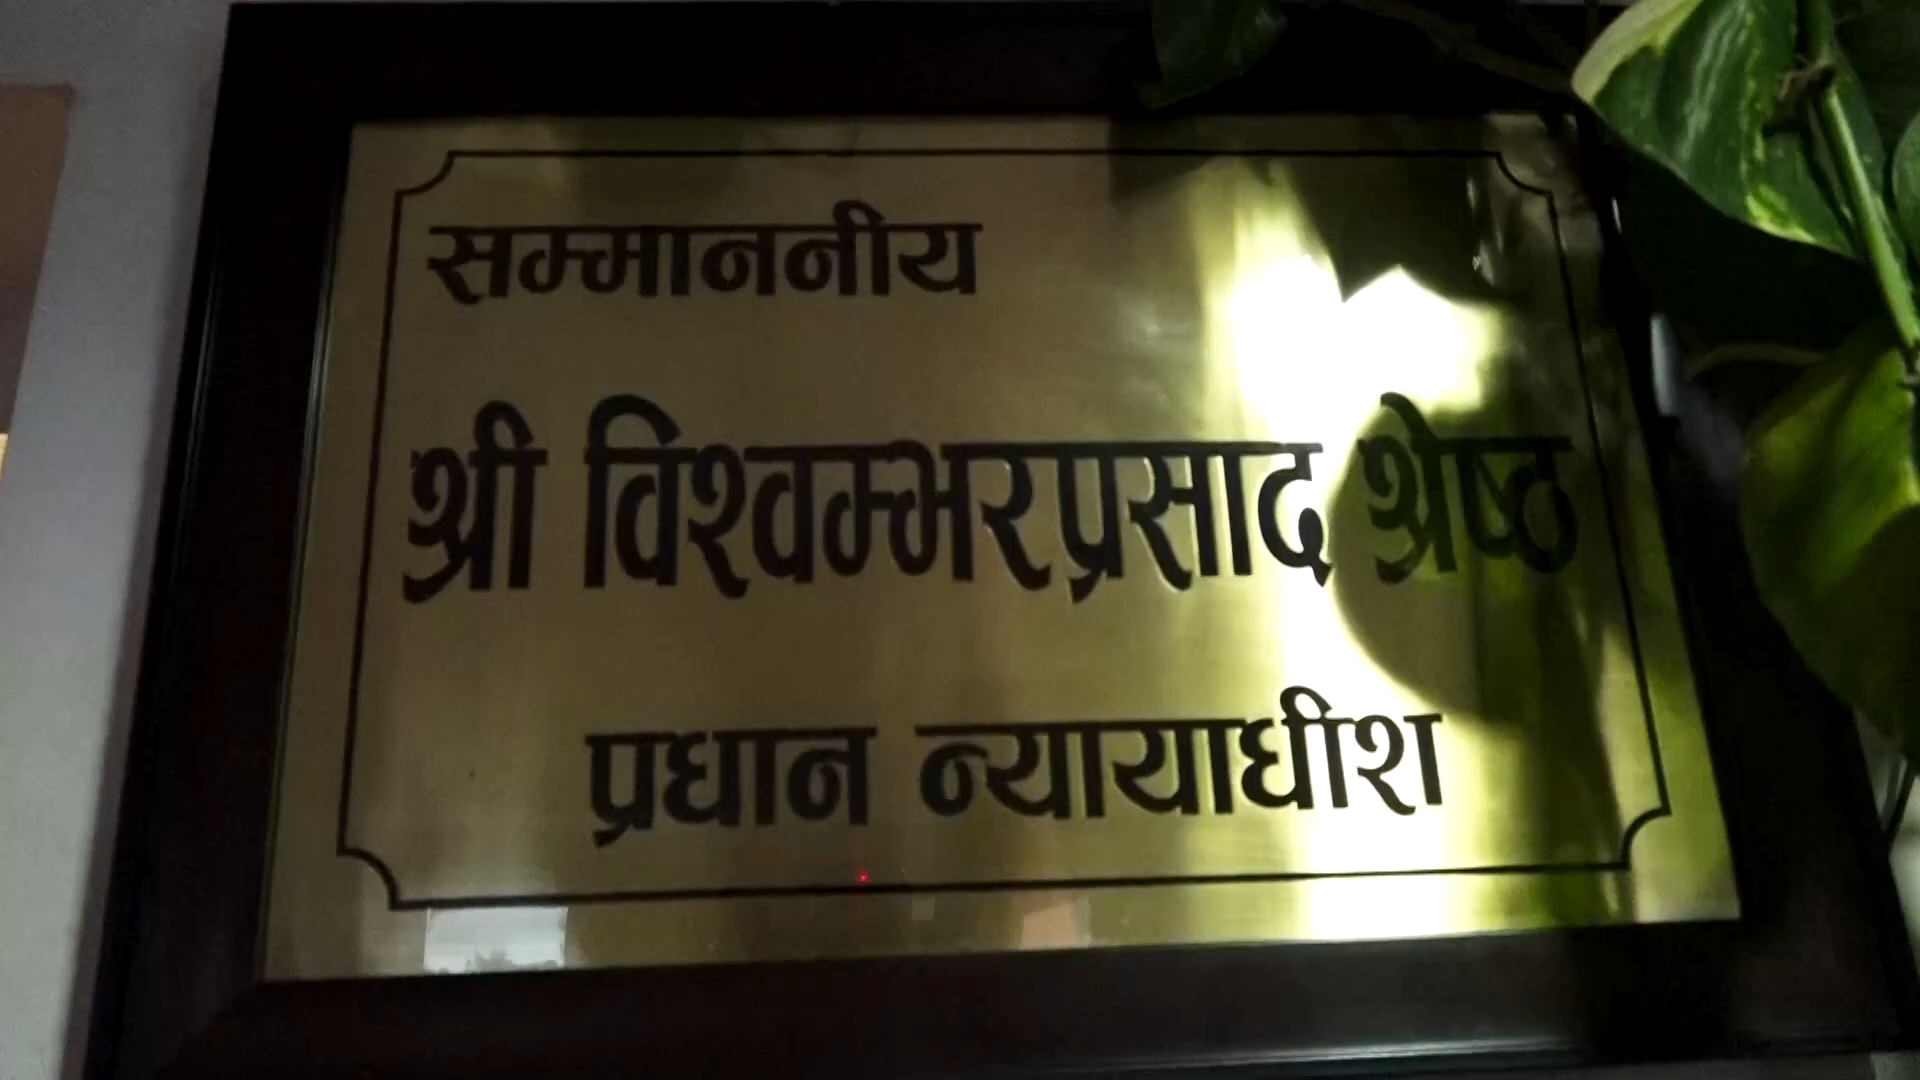 सम्माननीय
श्री विश्वम्भरप्रसाद श्रेष्ठ
प्रधान न्यायाधीश